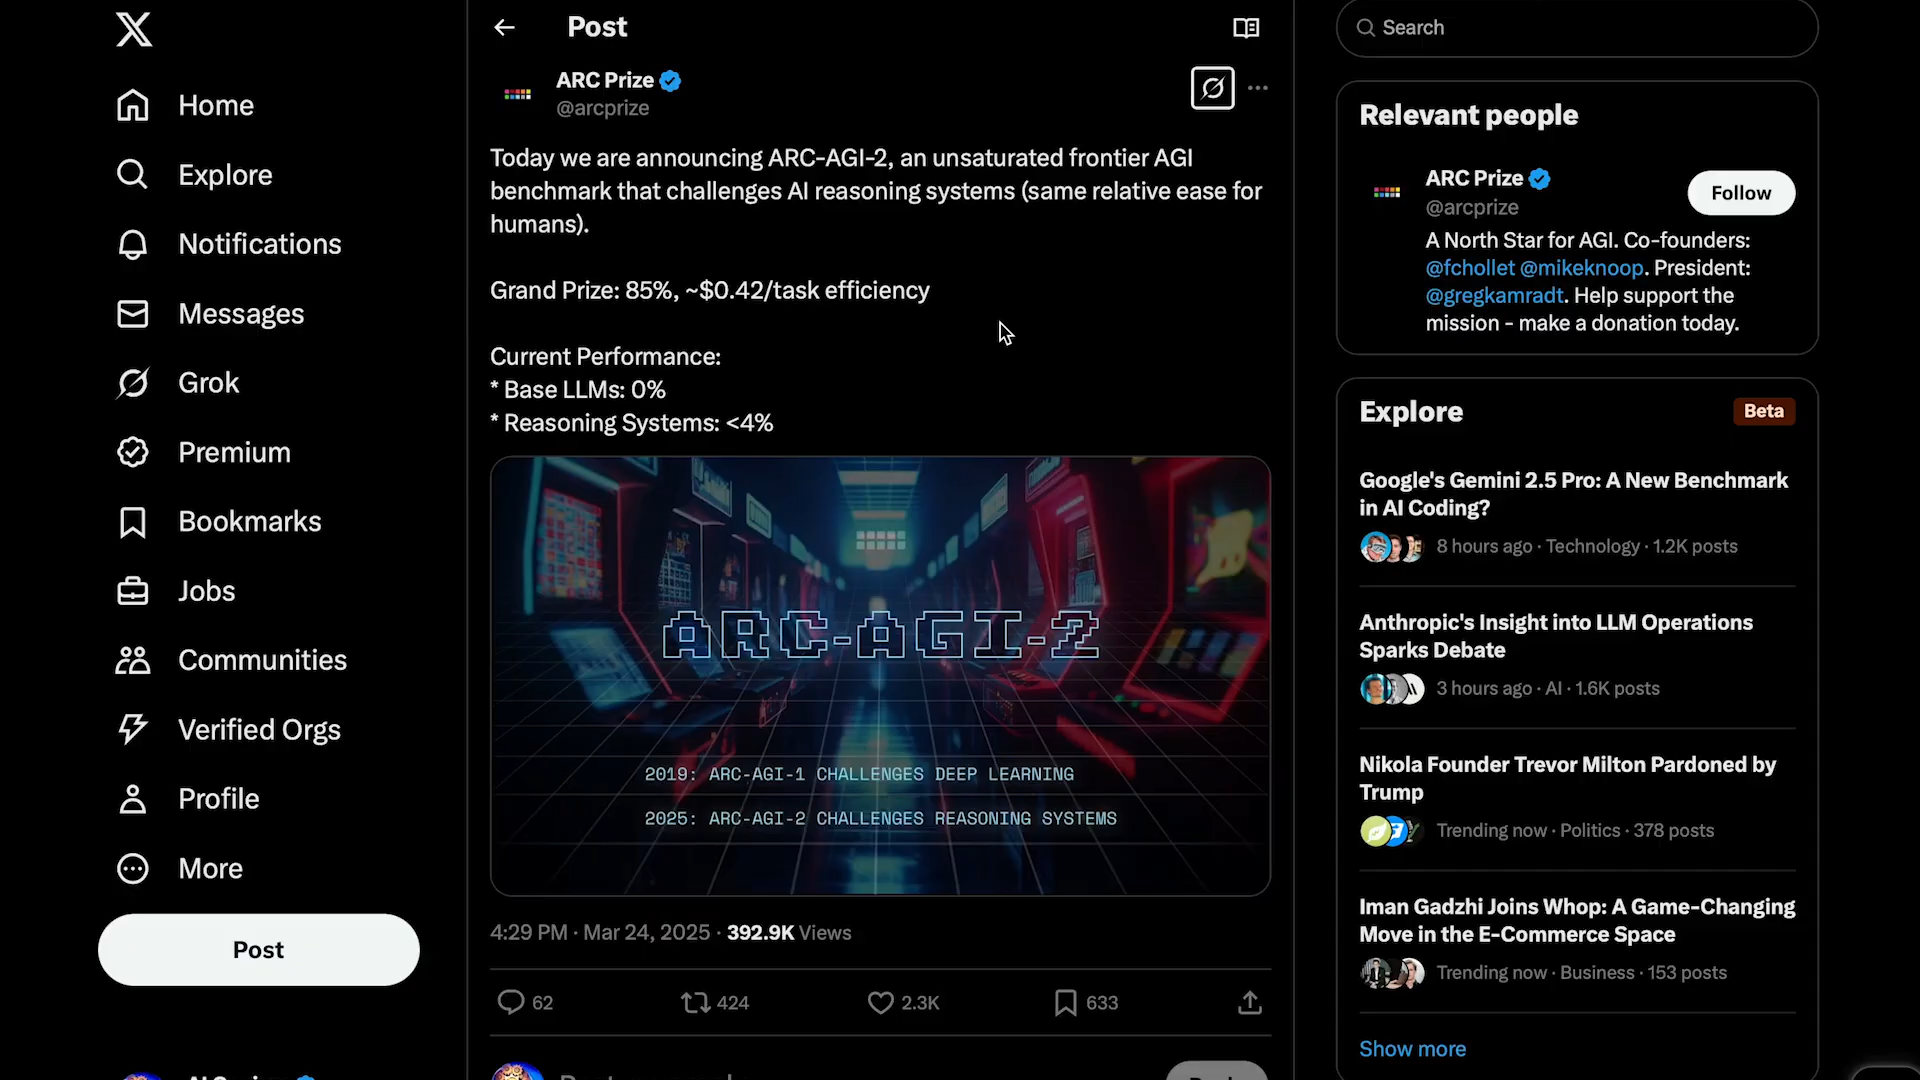 Home
Explore
Notifications
Messages
Grok
Premium
Bookmarks
Jobs
Communities
Verified Orgs
Profile
More
Post
Post
ARC Prize
@arcprize
Today we are announcing ARC-AGI-2, an unsaturated frontier AGI
benchmark that challenges AI reasoning systems (same relative ease for
humans).
Grand Prize: 85%, ~$0.42/task efficiency
Current Performance:
* Base LLMs: 0%
* Reasoning Systems: <4%
ARC-AGI-2
2019: ARC-AGI-1 CHALLENGES DEEP LEARNING
2025: ARC-AGI-2 CHALLENGES REASONING SYSTEMS
4:29 PM · Mar 24, 2025 · 392.9K Views
62 424 2.3K 633
Search
Relevant people
ARC Prize
@arcprize
Follow
A North Star for AGI. Co-founders:
@fchollet @mikeknoop. President:
@gregkamradt. Help support the
mission - make a donation today.
Explore
Beta
Google's Gemini 2.5 Pro: A New Benchmark
in AI Coding?
8 hours ago · Technology · 1.2K posts
Anthropic's Insight into LLM Operations
Sparks Debate
3 hours ago · AI · 1.6K posts
Nikola Founder Trevor Milton Pardoned by
Trump
Trending now · Politics · 378 posts
Iman Gadzhi Joins Whop: A Game-Changing
Move in the E-Commerce Space
Trending now · Business · 153 posts
Show more